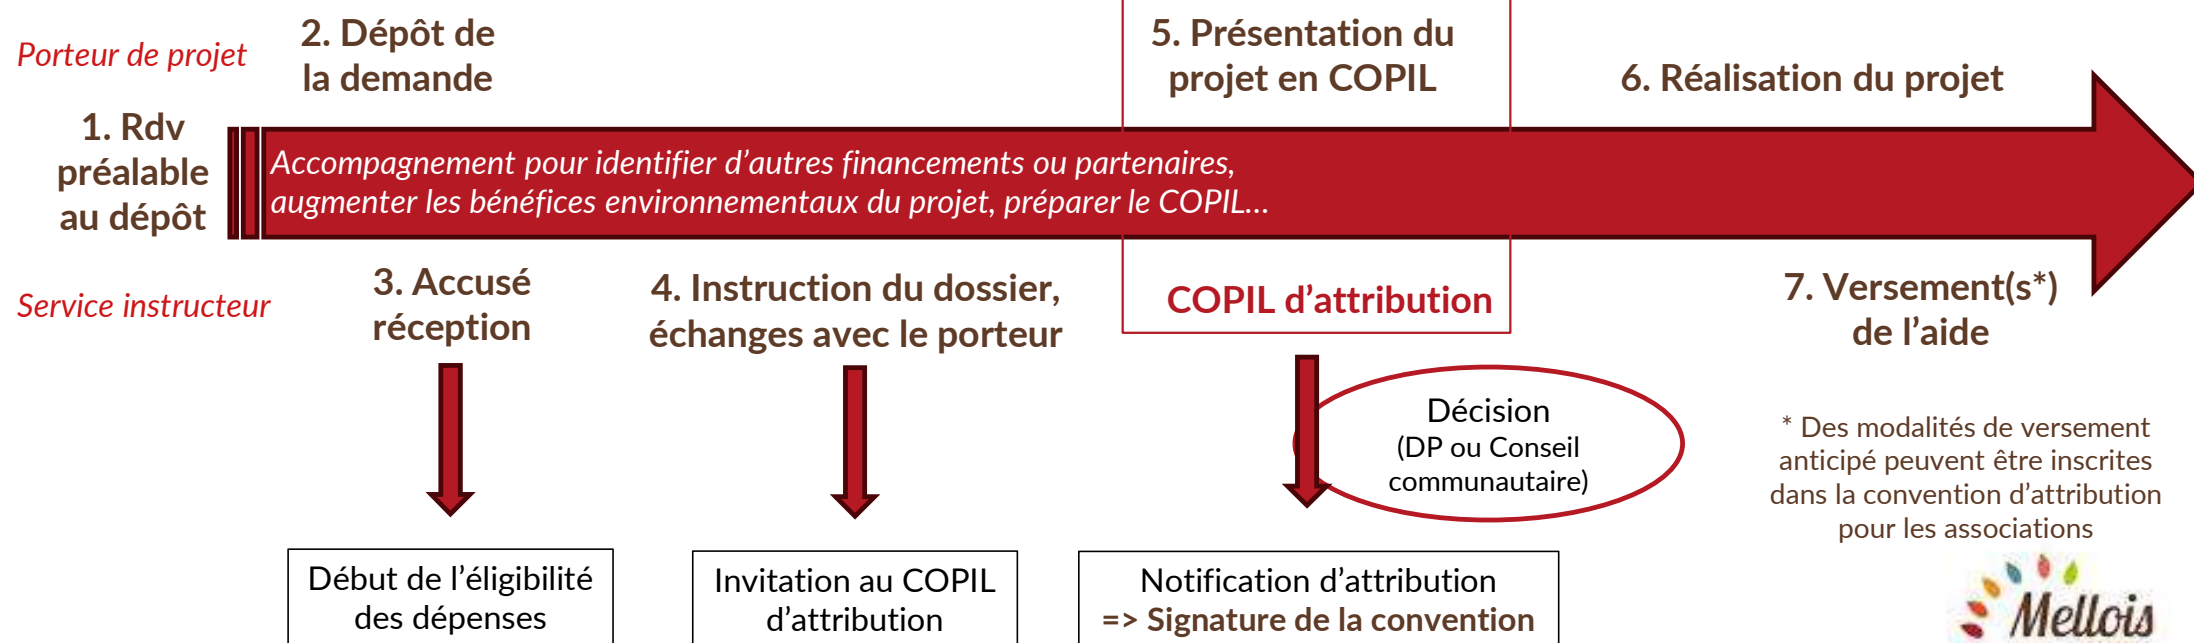 Porteur de projet
2. Dépôt de
la demande
5. Présentation du
projet en COPIL
6. Réalisation du projet
1. Rdv
préalable
au dépôt
Accompagnement pour identifier d’autres financements ou partenaires,
augmenter les bénéfices environnementaux du projet, préparer le COPIL…
Service instructeur
3. Accusé
réception
4. Instruction du dossier,
échanges avec le porteur
COPIL d’attribution
7. Versement(s*)
de l’aide
Décision
(DP ou Conseil
communautaire)
* Des modalités de versement
anticipé peuvent être inscrites
dans la convention d’attribution
pour les associations
Début de l’éligibilité
des dépenses
Invitation au COPIL
d’attribution
Notification d’attribution
=> Signature de la convention
Mellois